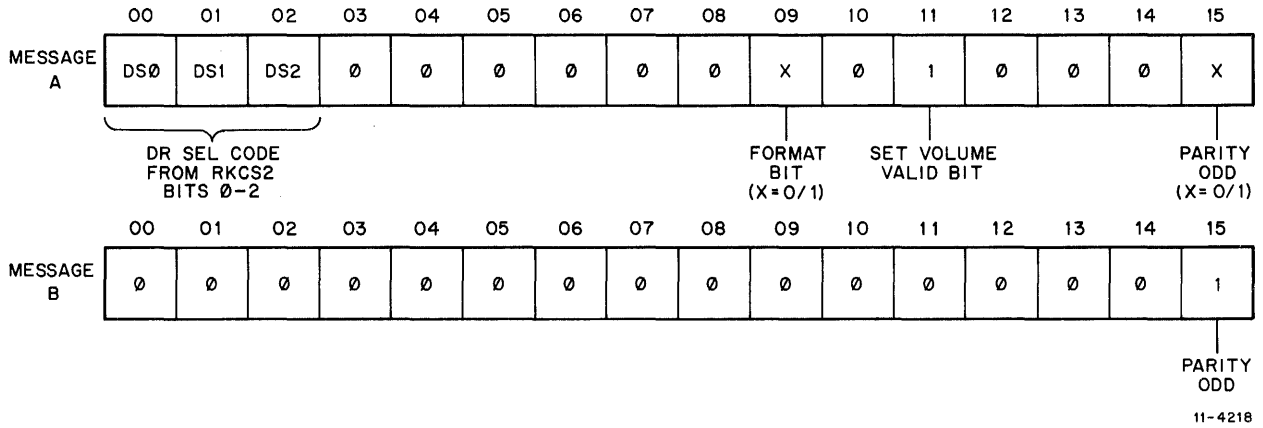 00 01 02 03 04 05 06 07 08 09 10 11 12 13 14 15
MESSAGE
A
DSØ DS1 DS2 Ø Ø Ø Ø Ø Ø X Ø 1 Ø Ø Ø X
DR SEL CODE
FROM RKCS2
BITS Ø-2
FORMAT
BIT
(X=0/1)
SET VOLUME
VALID BIT
PARITY
ODD
(X=0/1)
00 01 02 03 04 05 06 07 08 09 10 11 12 13 14 15
MESSAGE
B
Ø Ø Ø Ø Ø Ø Ø Ø Ø Ø Ø Ø Ø Ø Ø 1
PARITY
ODD
11-4218